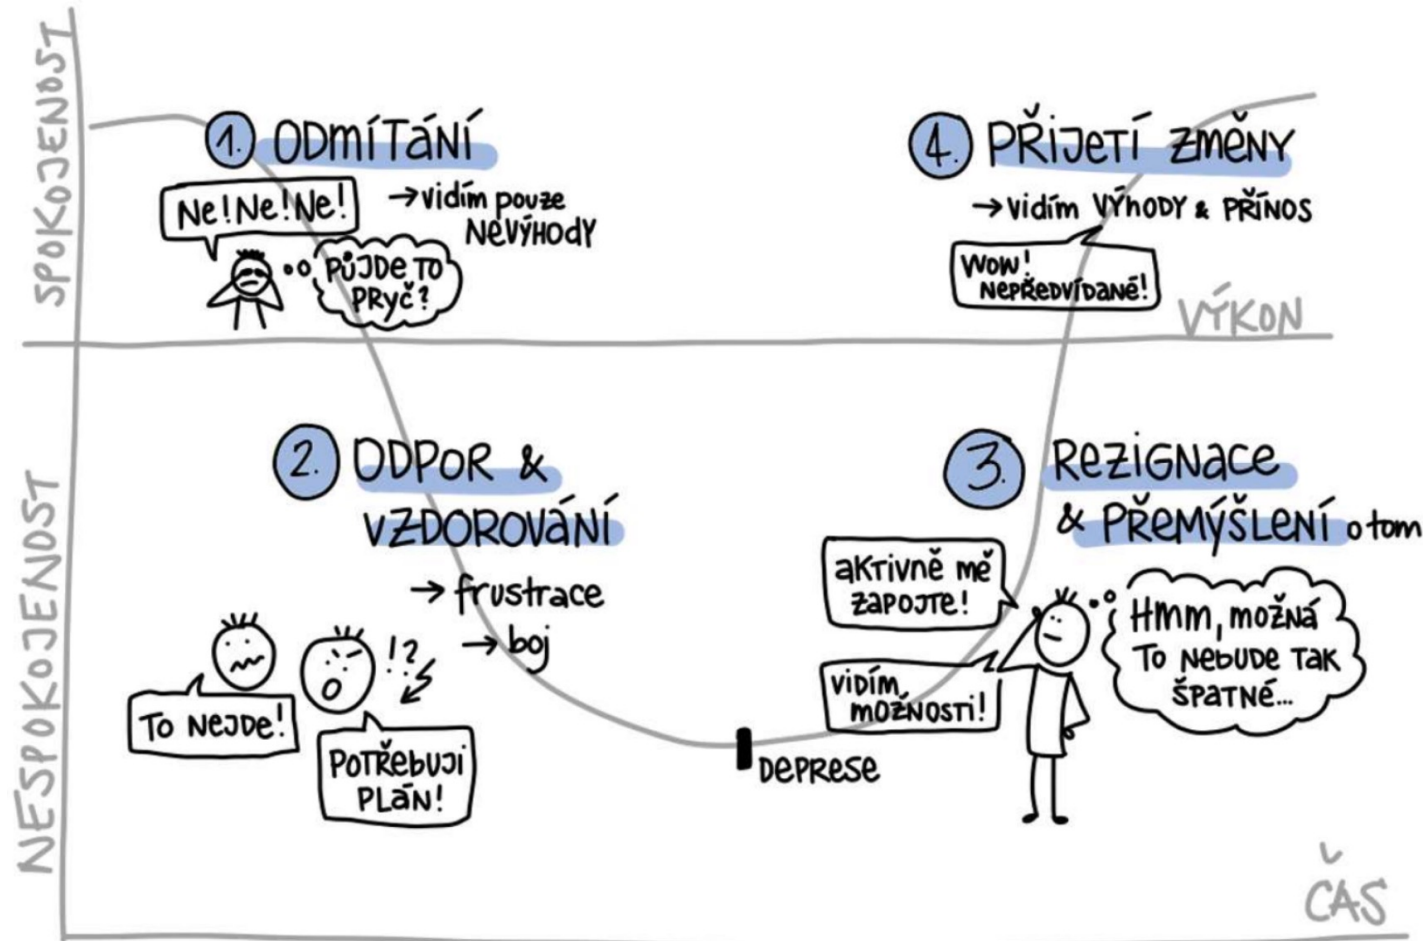 SPOKOJENOST
1. ODMÍTÁNÍ
→ vidím pouze
NEVÝHODY
Ne! Ne! Ne!
PŮJDE TO
PRYČ?
4. PŘIJETÍ ZMĚNY
→ vidím VÝHODY & PŘÍNOS
WOW!
NEPŘEDVÍDANÉ!
VÝKON
NESPOKOJENOST
2. ODPOR &
VZDOROVÁNÍ
→ frustrace
→ boj
!?
TO NEJDE!
POTŘEBUJI
PLÁN!
DEPRESE
3. REZIGNACE
& PŘEMÝŠLENÍ o tom
AKTIVNĚ MĚ
ZAPOJTE!
VIDÍM
MOŽNOSTI!
HMM, MOŽNÁ
TO NEBUDE TAK
ŠPATNÉ...
ČAS